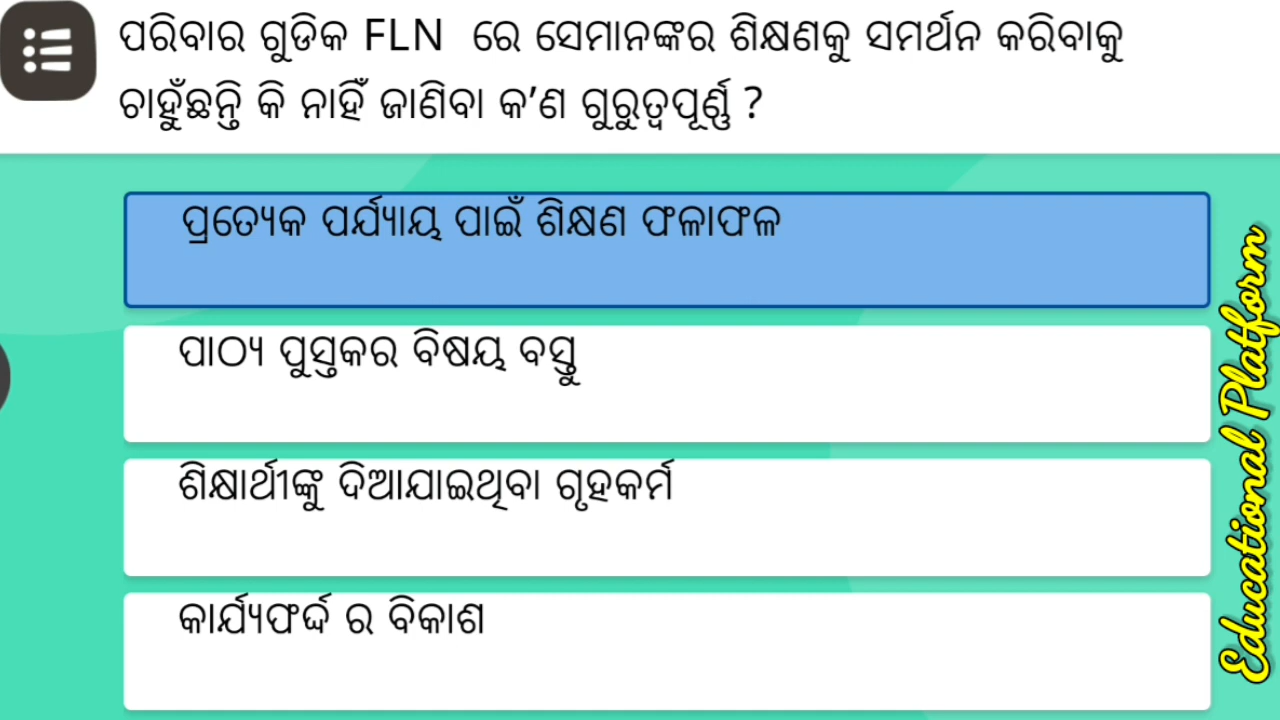 ପରିବାର ଗୁଡିକ FLN ରେ ସେମାନଙ୍କର ଶିକ୍ଷଣକୁ ସମର୍ଥନ କରିବାକୁ
ଚାହୁଁଛନ୍ତି କି ନାହିଁ ଜାଣିବା କ'ଣ ଗୁରୁତ୍ୱପୂର୍ଣ୍ଣ ?
ପ୍ରତ୍ୟେକ ପର୍ଯ୍ୟାୟ ପାଇଁ ଶିକ୍ଷଣ ଫଳାଫଳ
ପାଠ୍ୟ ପୁସ୍ତକର ବିଷୟ ବସ୍ତୁ
ଶିକ୍ଷାର୍ଥୀଙ୍କୁ ଦିଆଯାଇଥିବା ଗୃହକର୍ମ
କାର୍ଯ୍ୟଫର୍ଦ୍ଦ ର ବିକାଶ
Educational Platform